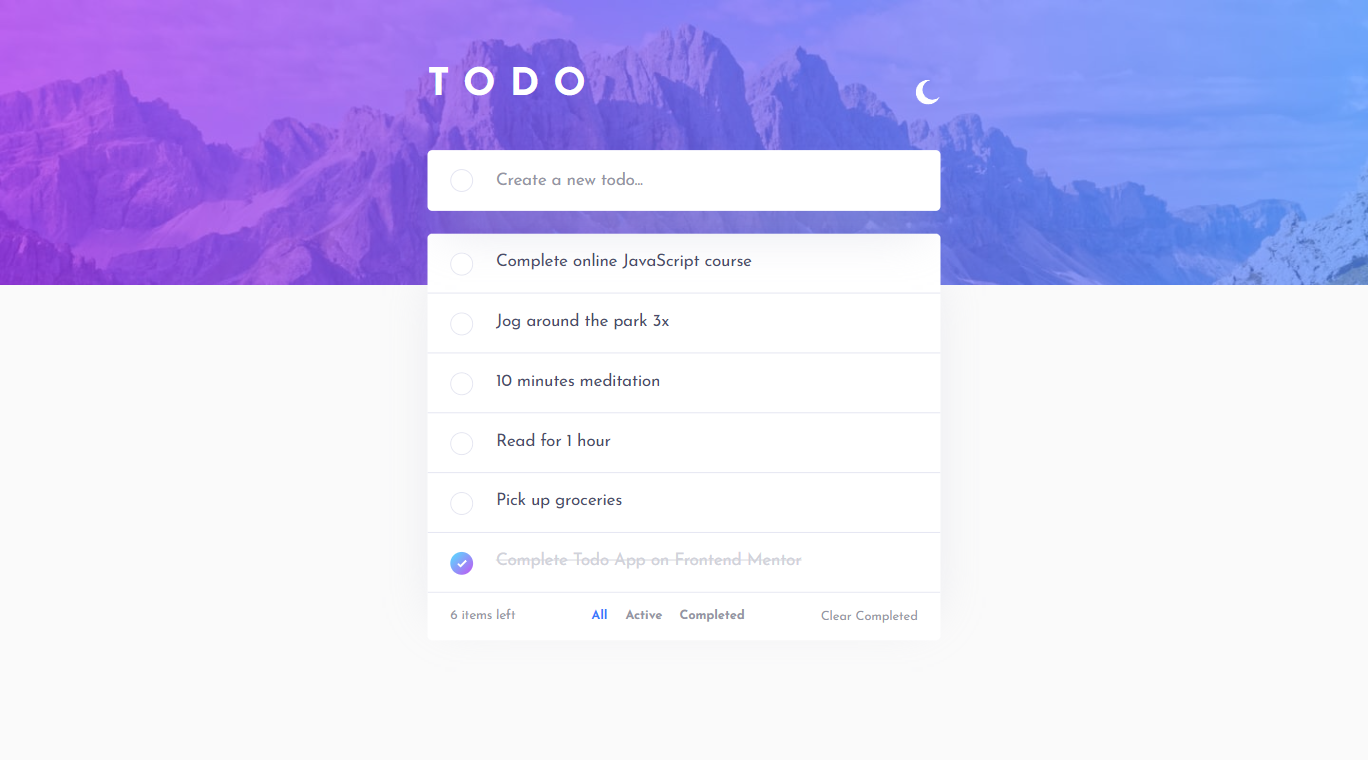 TODO
Create a new todo...
Complete online JavaScript course
Jog around the park 3x
10 minutes meditation
Read for 1 hour
Pick up groceries
Complete Todo App on Frontend Mentor
6 items left All Active Completed Clear Completed